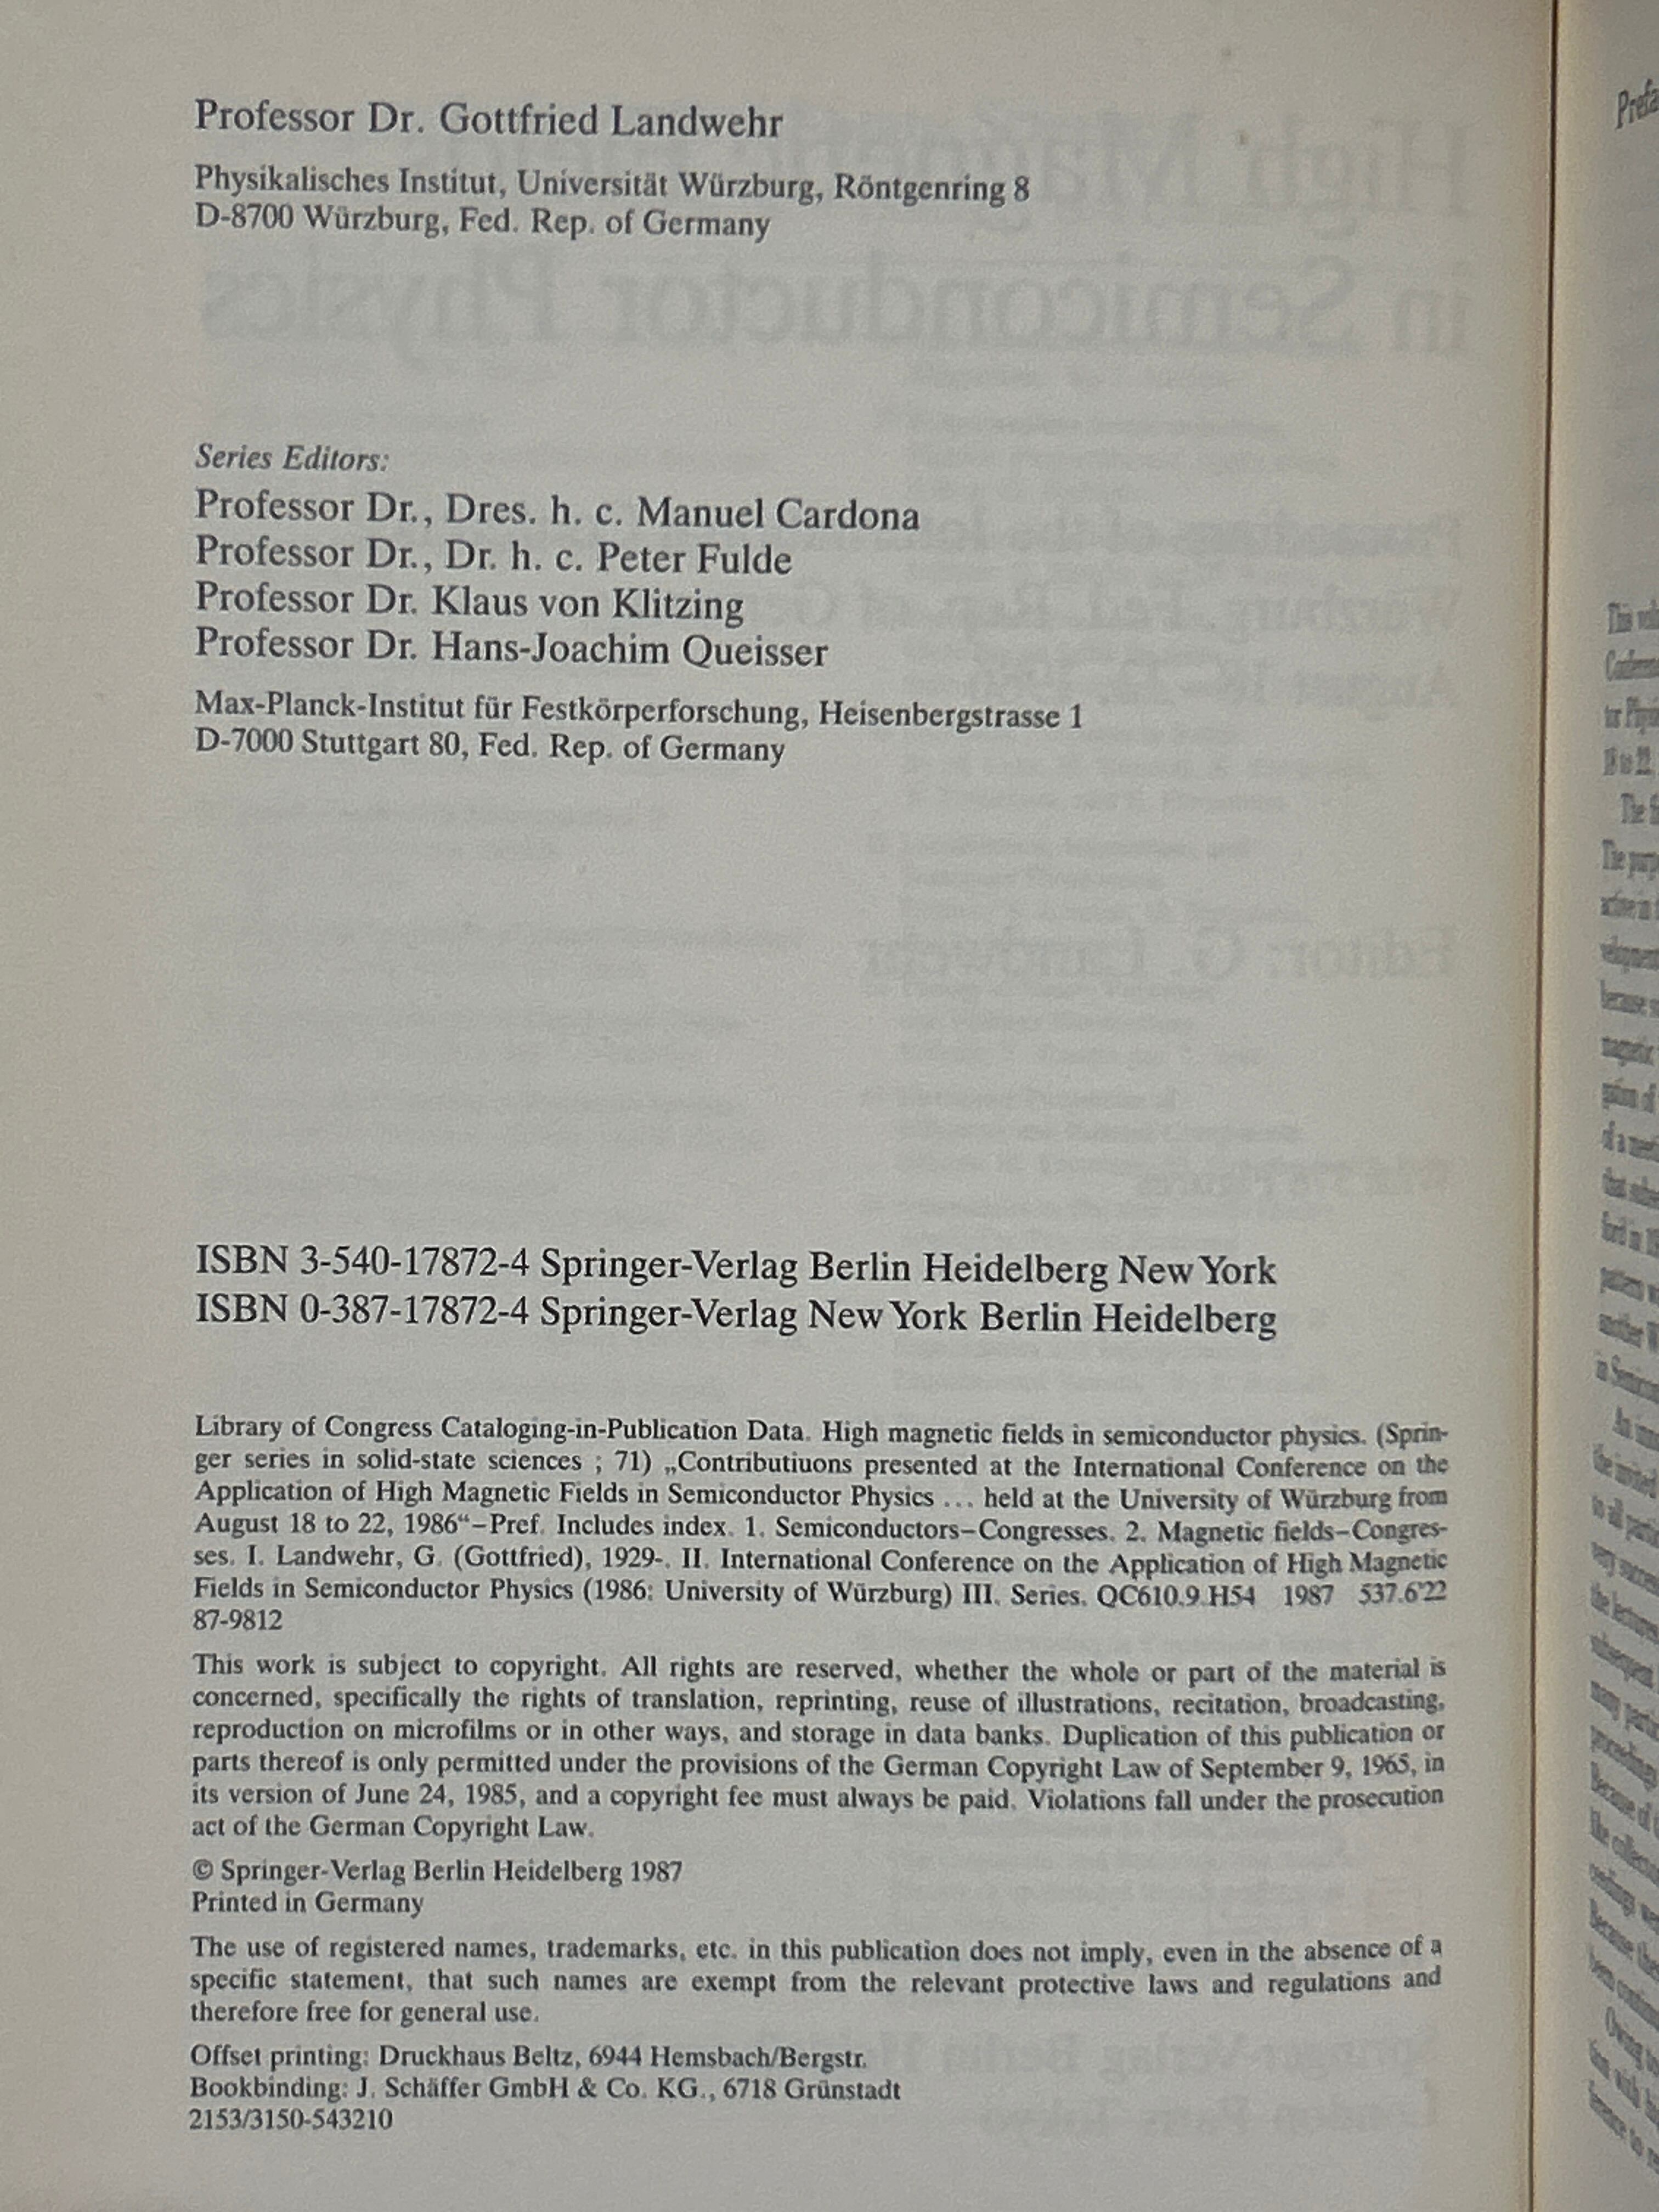 Professor Dr. Gottfried Landwehr
Physikalisches Institut, Universität Würzburg, Röntgenring 8
D-8700 Würzburg, Fed. Rep. of Germany
Series Editors:
Professor Dr., Dres. h. c. Manuel Cardona
Professor Dr., Dr. h. c. Peter Fulde
Professor Dr. Klaus von Klitzing
Professor Dr. Hans-Joachim Queisser
Max-Planck-Institut für Festkörperforschung, Heisenbergstrasse 1
D-7000 Stuttgart 80, Fed. Rep. of Germany
ISBN 3-540-17872-4 Springer-Verlag Berlin Heidelberg New York
ISBN 0-387-17872-4 Springer-Verlag New York Berlin Heidelberg
Library of Congress Cataloging-in-Publication Data. High magnetic fields in semiconductor physics. (Sprin-
ger series in solid-state sciences ; 71) „Contributiuons presented at the International Conference on the
Application of High Magnetic Fields in Semiconductor Physics ... held at the University of Würzburg from
August 18 to 22, 1986“–Pref. Includes index. 1. Semiconductors–Congresses. 2. Magnetic fields–Congres-
ses. I. Landwehr, G. (Gottfried), 1929-. II. International Conference on the Application of High Magnetic
Fields in Semiconductor Physics (1986: University of Würzburg) III. Series. QC610.9.H54 1987 537.6'22
87-9812
This work is subject to copyright. All rights are reserved, whether the whole or part of the material is
concerned, specifically the rights of translation, reprinting, reuse of illustrations, recitation, broadcasting,
reproduction on microfilms or in other ways, and storage in data banks. Duplication of this publication or
parts thereof is only permitted under the provisions of the German Copyright Law of September 9, 1965, in
its version of June 24, 1985, and a copyright fee must always be paid. Violations fall under the prosecution
act of the German Copyright Law.
© Springer-Verlag Berlin Heidelberg 1987
Printed in Germany
The use of registered names, trademarks, etc. in this publication does not imply, even in the absence of a
specific statement, that such names are exempt from the relevant protective laws and regulations and
therefore free for general use.
Offset printing: Druckhaus Beltz, 6944 Hemsbach/Bergstr.
Bookbinding: J. Schäffer GmbH & Co. KG., 6718 Grünstadt
2153/3150-543210